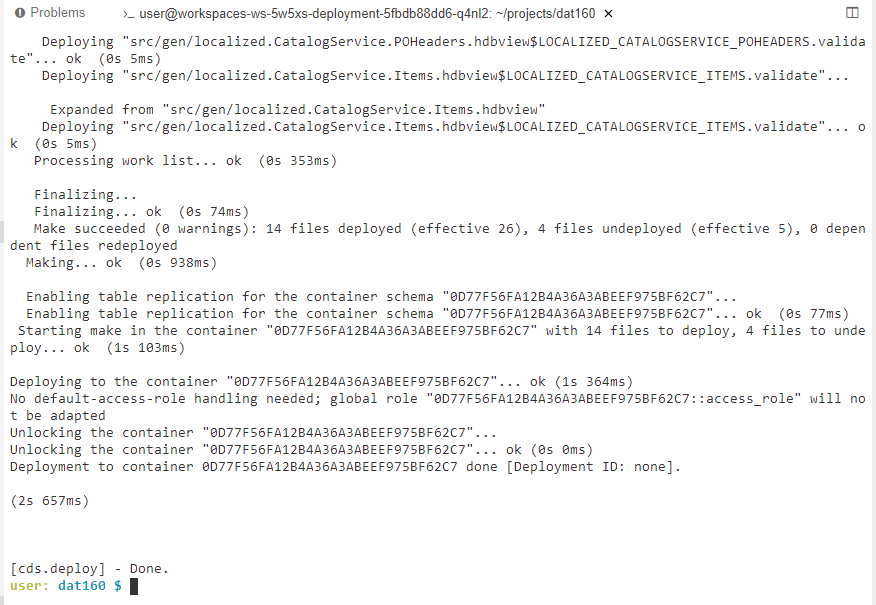 Problems
>_ user@workspaces-ws-5w5xs-deployment-5fbdb88dd6-q4nl2: ~/projects/dat160 ×
Deploying "src/gen/localized.CatalogService.POHeaders.hdbview$LOCALIZED_CATALOGSERVICE_POHEADERS.valida
te"... ok (0s 5ms)
Deploying "src/gen/localized.CatalogService.Items.hdbview$LOCALIZED_CATALOGSERVICE_ITEMS.validate"...
Expanded from "src/gen/localized.CatalogService.Items.hdbview"
Deploying "src/gen/localized.CatalogService.Items.hdbview$LOCALIZED_CATALOGSERVICE_ITEMS.validate"... o
k (0s 5ms)
Processing work list... ok (0s 353ms)
Finalizing...
Finalizing... ok (0s 74ms)
Make succeeded (0 warnings): 14 files deployed (effective 26), 4 files undeployed (effective 5), 0 depen
dent files redeployed
Making... ok (0s 938ms)
Enabling table replication for the container schema "0D77F56FA12B4A36A3ABEEF975BF62C7"...
Enabling table replication for the container schema "0D77F56FA12B4A36A3ABEEF975BF62C7"... ok (0s 77ms)
Starting make in the container "0D77F56FA12B4A36A3ABEEF975BF62C7" with 14 files to deploy, 4 files to unde
ploy... ok (1s 103ms)
Deploying to the container "0D77F56FA12B4A36A3ABEEF975BF62C7"... ok (1s 364ms)
No default-access-role handling needed; global role "0D77F56FA12B4A36A3ABEEF975BF62C7::access_role" will no
t be adapted
Unlocking the container "0D77F56FA12B4A36A3ABEEF975BF62C7"...
Unlocking the container "0D77F56FA12B4A36A3ABEEF975BF62C7"... ok (0s 0ms)
Deployment to container 0D77F56FA12B4A36A3ABEEF975BF62C7 done [Deployment ID: none].
(2s 657ms)
[cds.deploy] - Done.
user: dat160 $